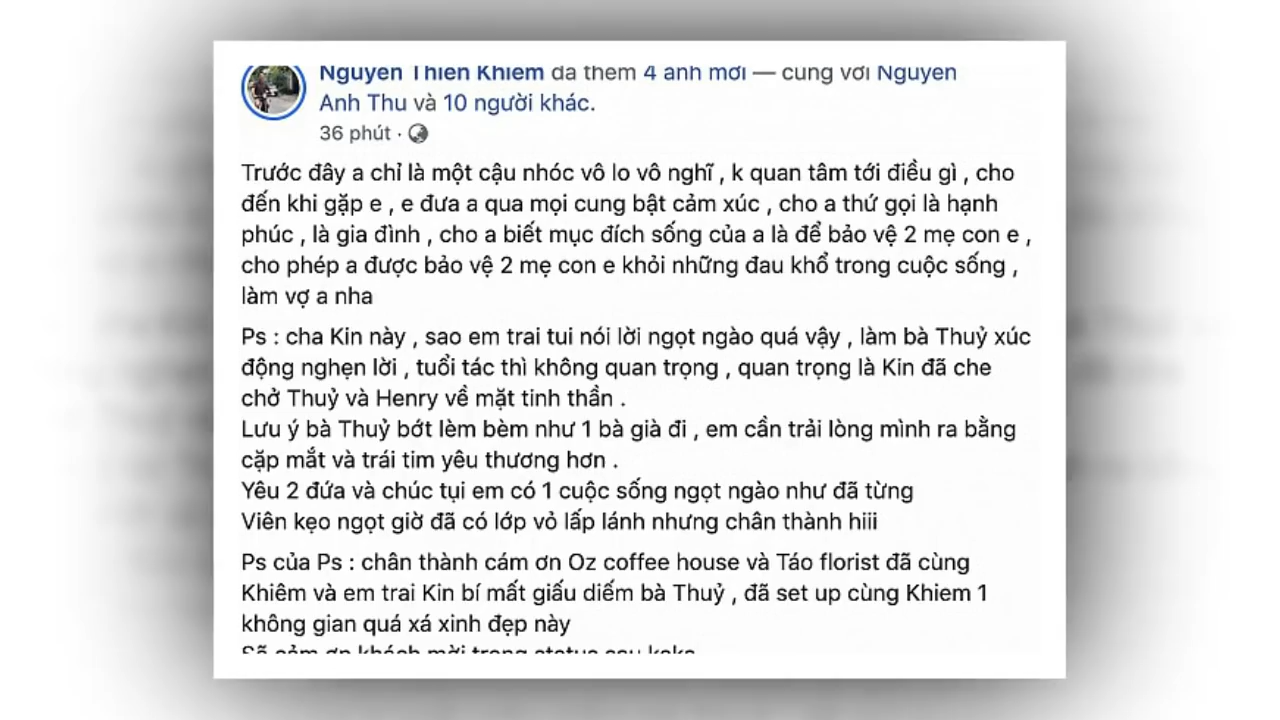 Nguyen Thien Khiem đã thêm 4 ảnh mới — cùng với Nguyen
Anh Thu và 10 người khác.
36 phút ·
Trước đây a chỉ là một cậu nhóc vô lo vô nghĩ , k quan tâm tới điều gì , cho
đến khi gặp e , e đưa a qua mọi cung bật cảm xúc , cho a thứ gọi là hạnh
phúc , là gia đình , cho a biết mục đích sống của a là để bảo vệ 2 mẹ con e ,
cho phép a được bảo vệ 2 mẹ con e khỏi những đau khổ trong cuộc sống ,
làm vợ a nha
Ps : cha Kin này , sao em trai tui nói lời ngọt ngào quá vậy , làm bà Thuỷ xúc
động nghẹn lời , tuổi tác thì không quan trọng , quan trọng là Kin đã che
chở Thuỷ và Henry về mặt tinh thần .
Lưu ý bà Thuỷ bớt lèm bèm như 1 bà già đi , em cần trải lòng mình ra bằng
cặp mắt và trái tim yêu thương hơn .
Yêu 2 đứa và chúc tụi em có 1 cuộc sống ngọt ngào như đã từng
Viên kẹo ngọt giờ đã có lớp vỏ lấp lánh nhưng chân thành hiii
Ps của Ps : chân thành cám ơn Oz coffee house và Táo florist đã cùng
Khiêm và em trai Kin bí mất giấu diếm bà Thuỷ , đã set up cùng Khiem 1
không gian quá xá xinh đẹp này
Sẽ cảm ơn khách mời trong status sau kaka